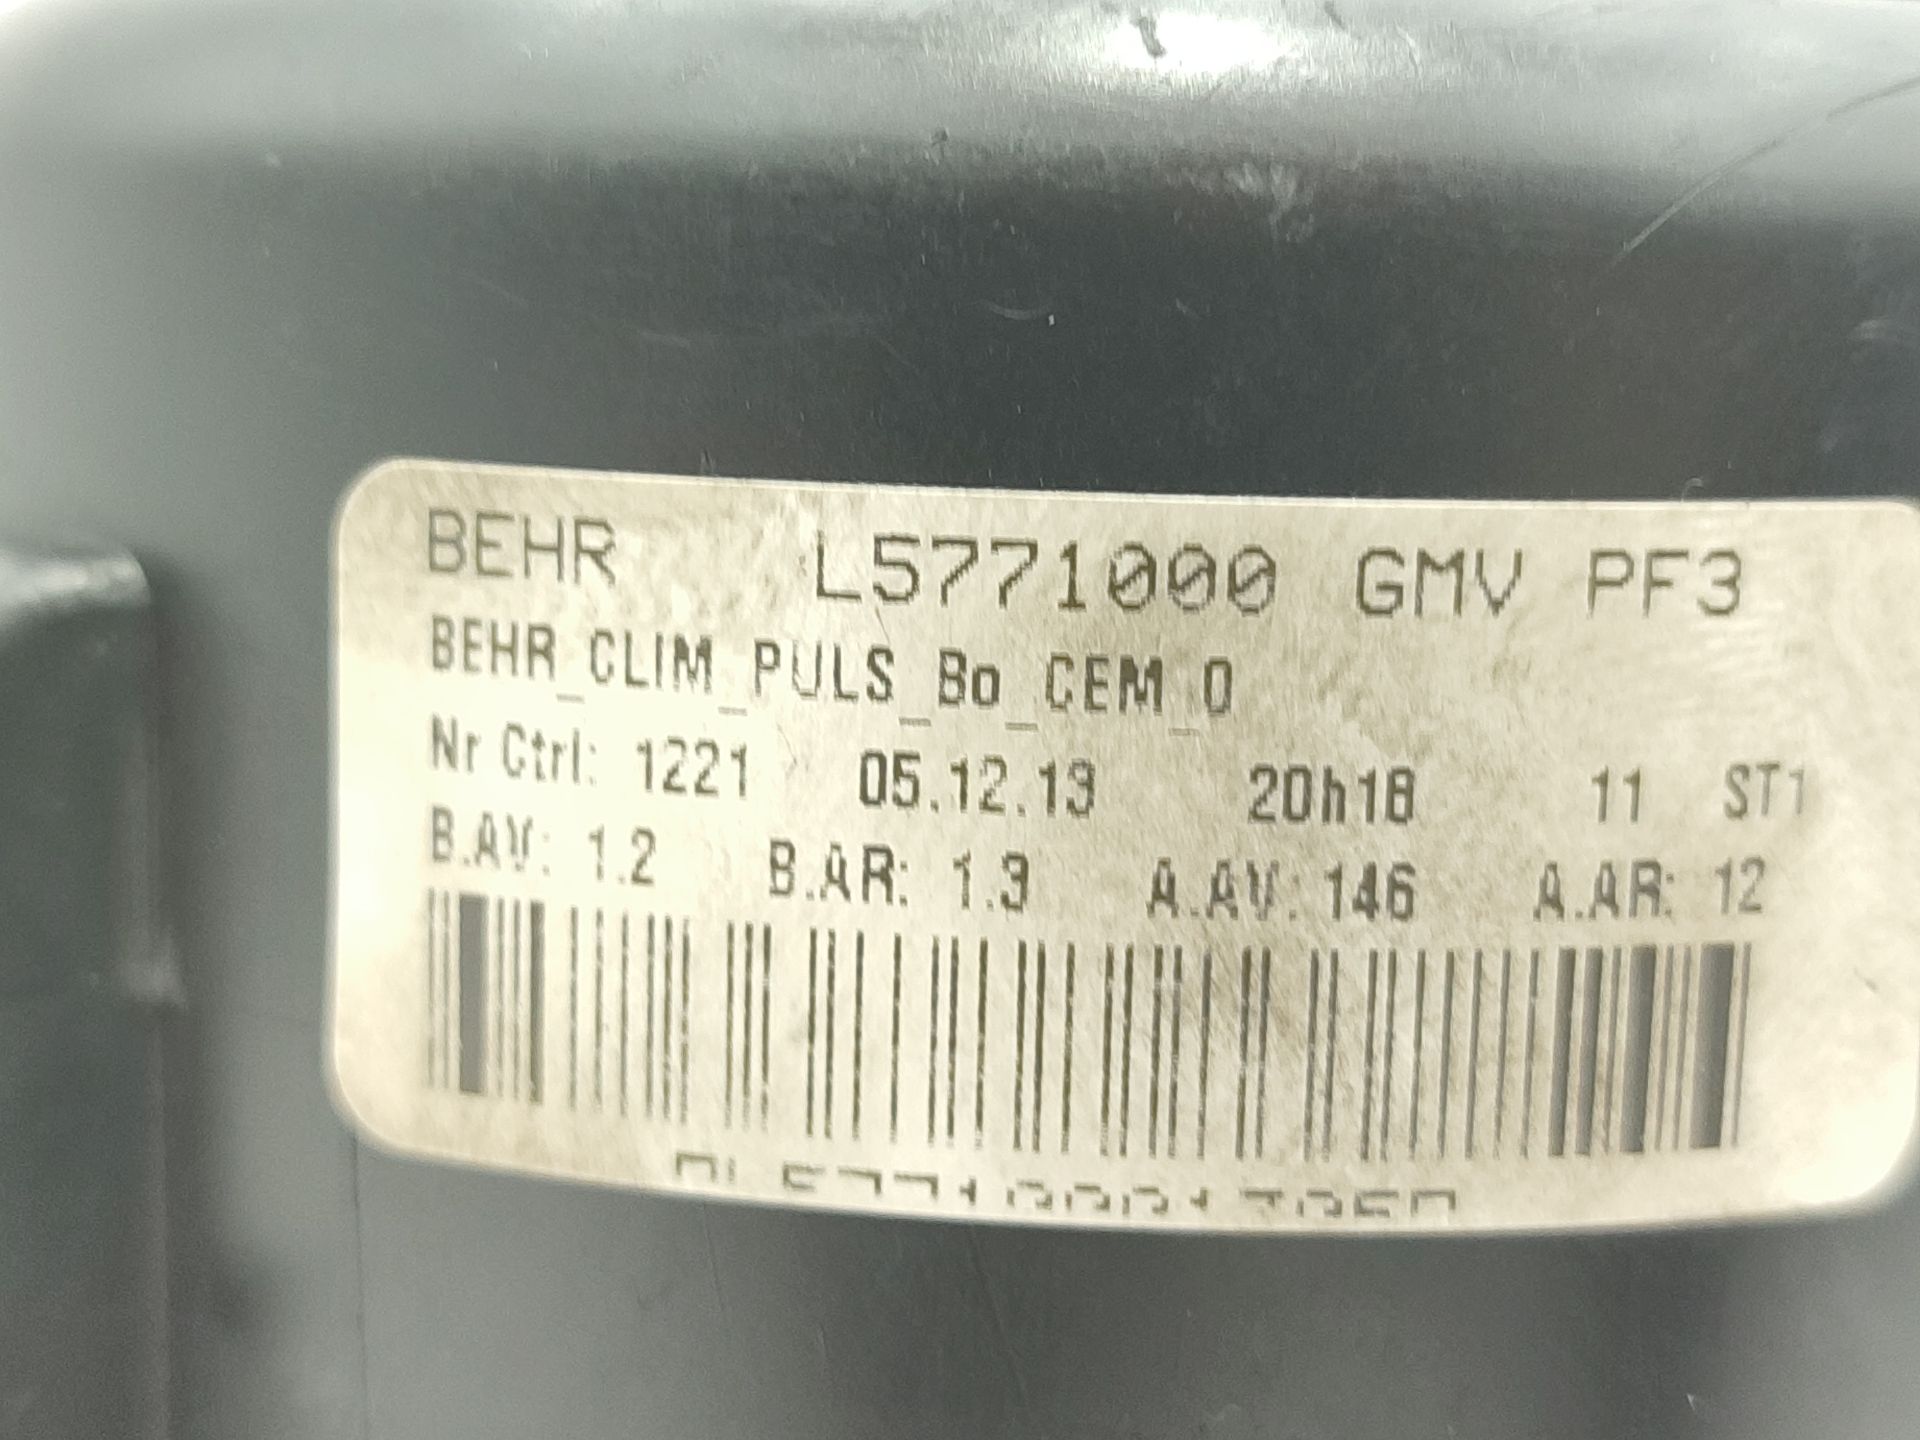 BEHR L5771000 GMV PF3
BEHR_CLIM_PULS_Bo_CEM_0
Nr Ctrl: 1221 05.12.13 20h18 11 ST1
B.AV: 1.2 B.AR: 1.3 A.AV: 146 A.AR: 12